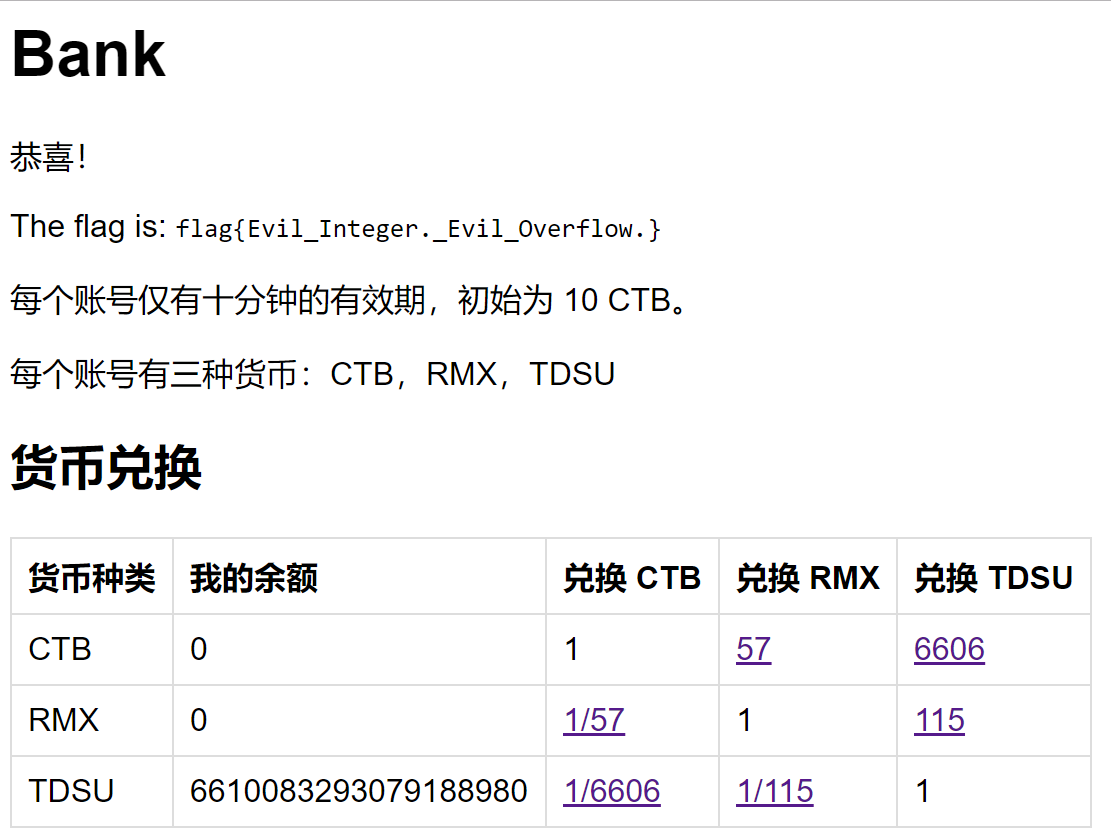 Bank
恭喜！
The flag is: flag{Evil_Integer._Evil_Overflow.}
每个账号仅有十分钟的有效期，初始为 10 CTB。
每个账号有三种货币：CTB，RMX，TDSU
货币兑换
货币种类 我的余额 兑换 CTB 兑换 RMX 兑换 TDSU
CTB 0 1 57 6606
RMX 0 1/57 1 115
TDSU 6610083293079188980 1/6606 1/115 1